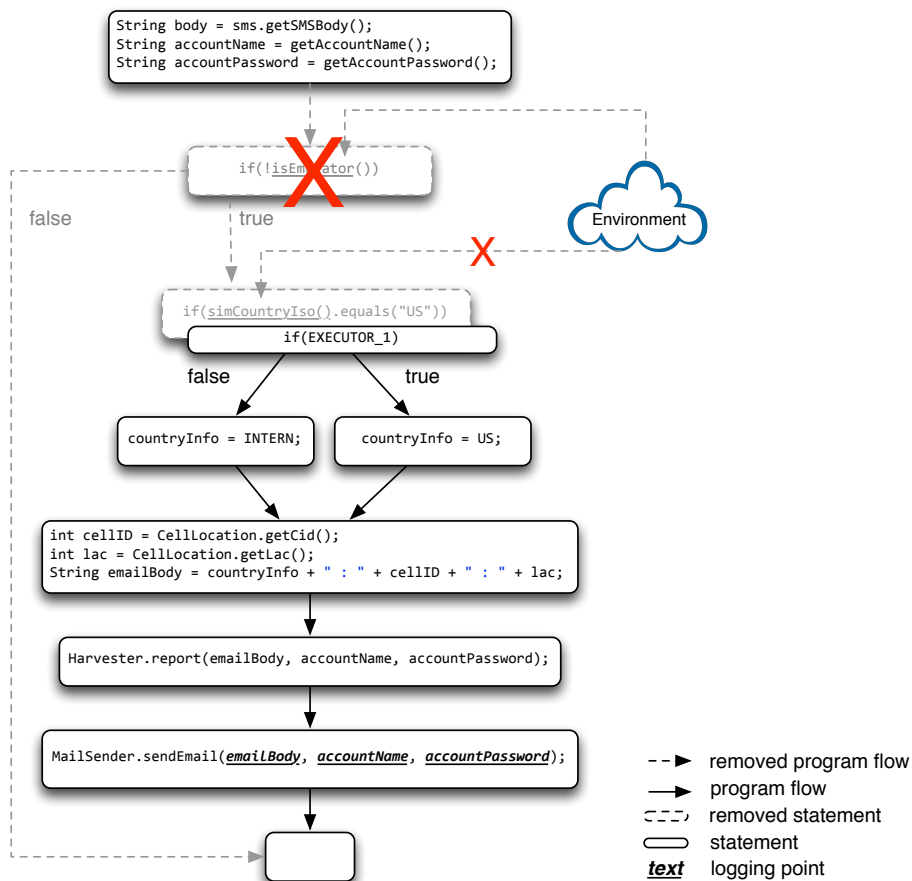 String body = sms.getSMSBody();
String accountName = getAccountName();
String accountPassword = getAccountPassword();
X
if(!isEm ator())
false
true
Environment
X
if(simCountryIso().equals("US"))
if(EXECUTOR_1)
false
true
countryInfo = INTERN;
countryInfo = US;
int cellID = CellLocation.getCid();
int lac = CellLocation.getLac();
String emailBody = countryInfo + " : " + cellID + " : " + lac;
Harvester.report(emailBody, accountName, accountPassword);
MailSender.sendEmail(emailBody, accountName, accountPassword);
removed program flow
program flow
removed statement
statement
text logging point